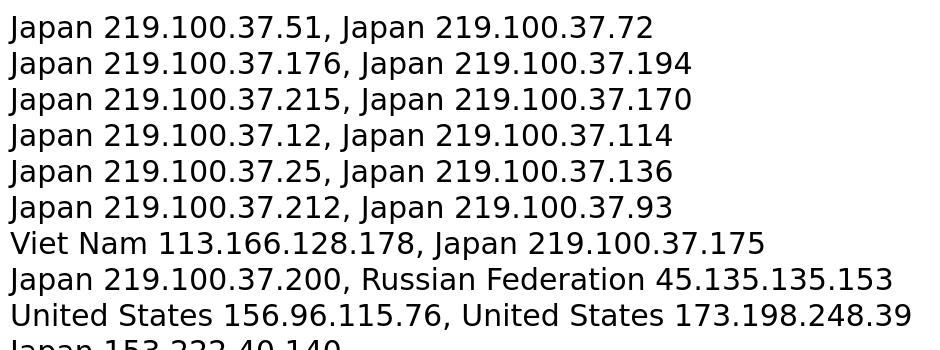 Japan 219.100.37.51, Japan 219.100.37.72
Japan 219.100.37.176, Japan 219.100.37.194
Japan 219.100.37.215, Japan 219.100.37.170
Japan 219.100.37.12, Japan 219.100.37.114
Japan 219.100.37.25, Japan 219.100.37.136
Japan 219.100.37.212, Japan 219.100.37.93
Viet Nam 113.166.128.178, Japan 219.100.37.175
Japan 219.100.37.200, Russian Federation 45.135.135.153
United States 156.96.115.76, United States 173.198.248.39
Japan